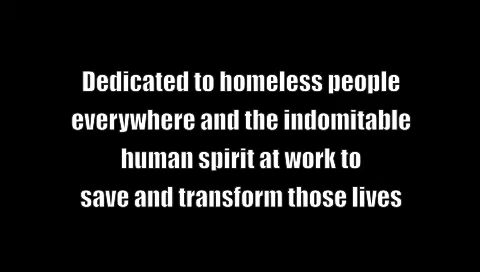 Dedicated to homeless people
everywhere and the indomitable
human spirit at work to
save and transform those lives